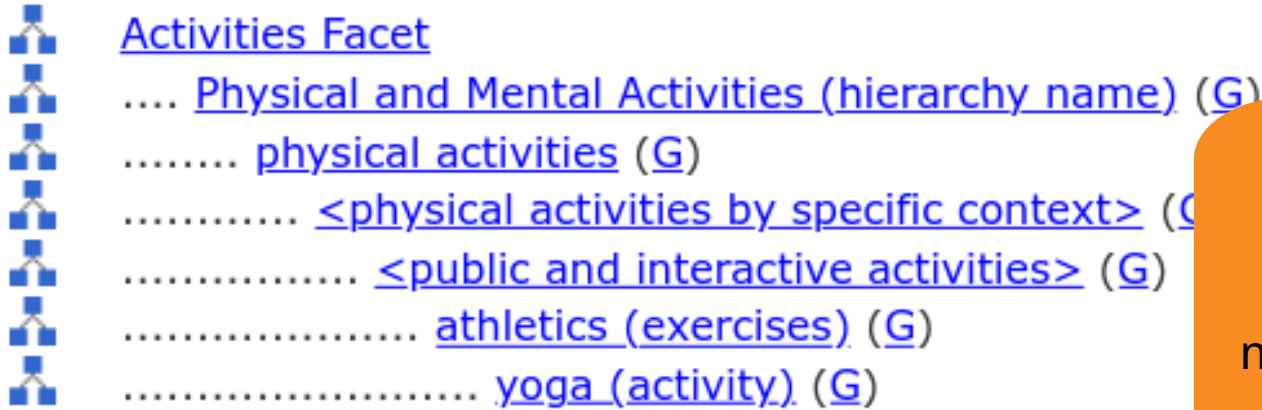 Activities Facet
.... Physical and Mental Activities (hierarchy name) (G)
........ physical activities (G)
............ <physical activities by specific context> (
................ <public and interactive activities> (G)
.................... athletics (exercises) (G)
........................ yoga (activity) (G)